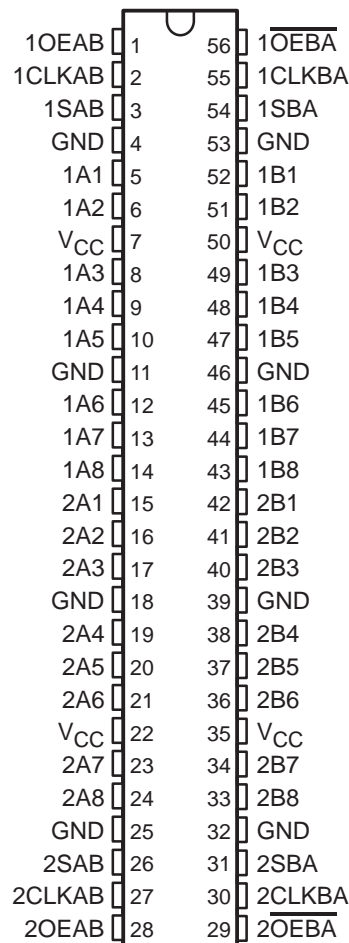 1OEAB 1 56 1O̅E̅B̅A̅
1CLKAB 2 55 1CLKBA
1SAB 3 54 1SBA
GND 4 53 GND
1A1 5 52 1B1
1A2 6 51 1B2
VCC 7 50 VCC
1A3 8 49 1B3
1A4 9 48 1B4
1A5 10 47 1B5
GND 11 46 GND
1A6 12 45 1B6
1A7 13 44 1B7
1A8 14 43 1B8
2A1 15 42 2B1
2A2 16 41 2B2
2A3 17 40 2B3
GND 18 39 GND
2A4 19 38 2B4
2A5 20 37 2B5
2A6 21 36 2B6
VCC 22 35 VCC
2A7 23 34 2B7
2A8 24 33 2B8
GND 25 32 GND
2SAB 26 31 2SBA
2CLKAB 27 30 2CLKBA
2OEAB 28 29 2O̅E̅B̅A̅